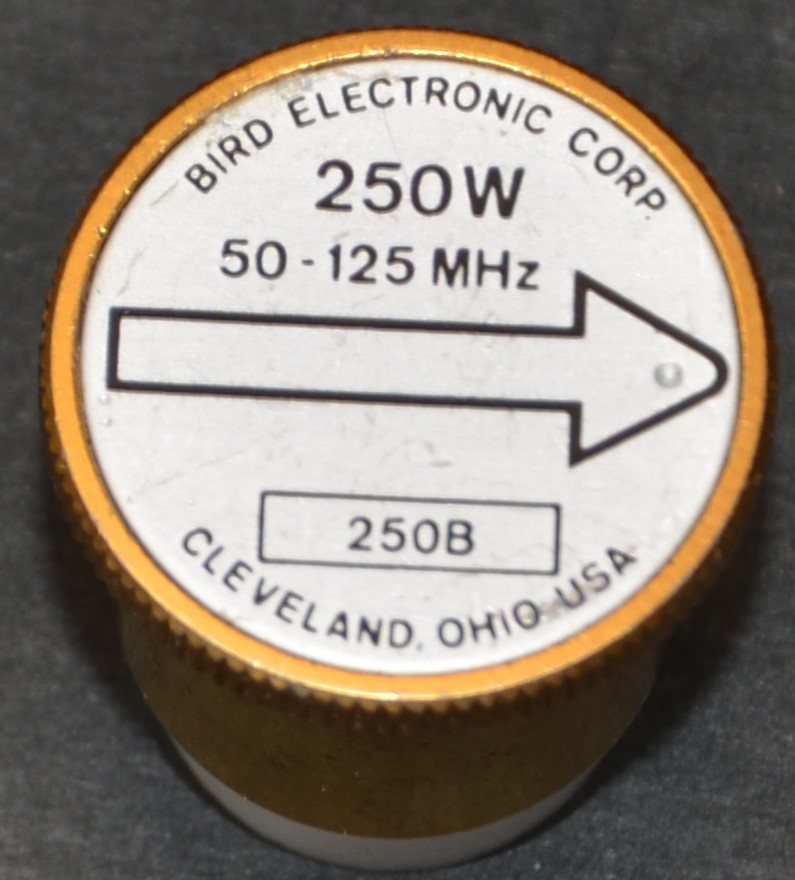 BIRD ELECTRONIC CORP.
250W
50-125 MHz
250B
CLEVELAND, OHIO USA